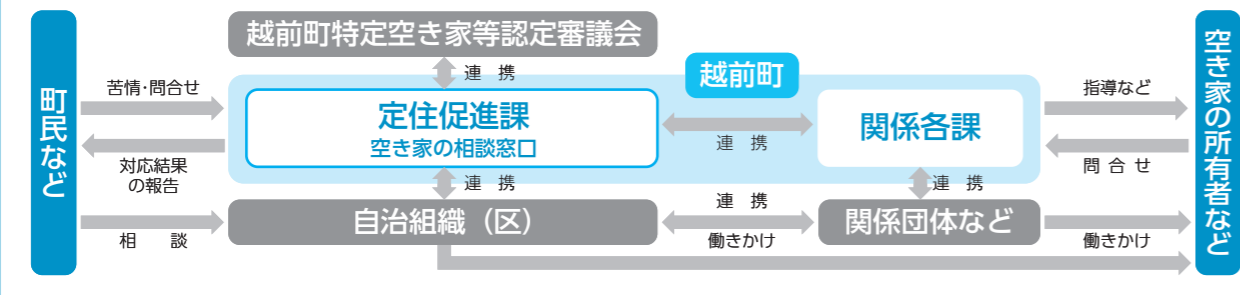 町民など
苦情・問合せ
対応結果
の報告
相　談
越前町特定空き家等認定審議会
連　携
越前町
定住促進課
空き家の相談窓口
連　携
関係各課
連　携
連　携
自治組織（区）
連　携
働きかけ
関係団体など
指導など
問 合 せ
働きかけ
空き家の所有者など